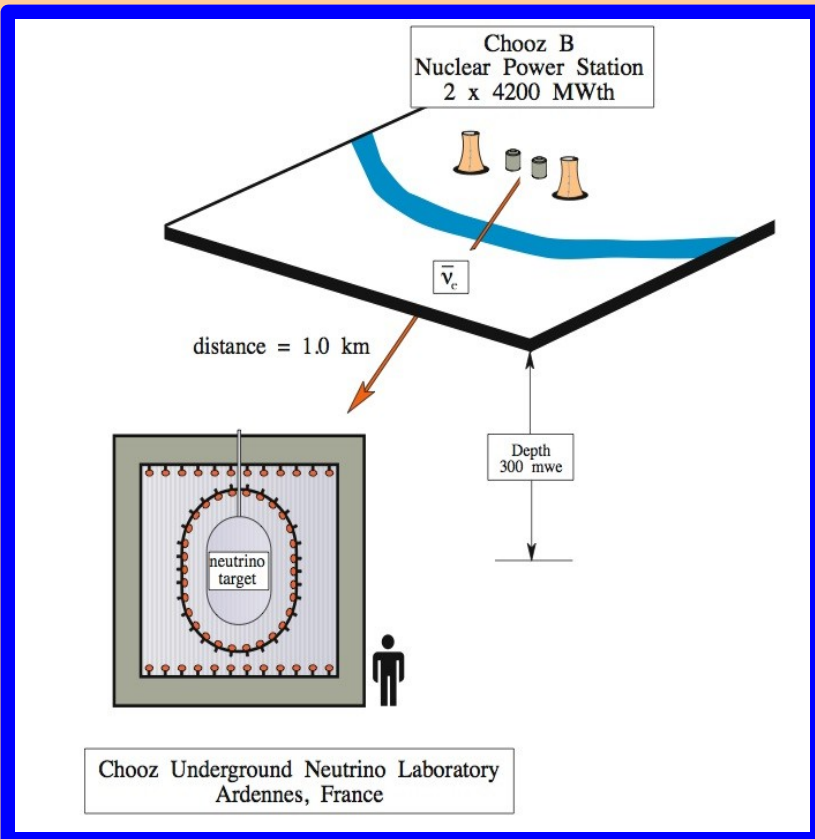 Chooz B
Nuclear Power Station
2 x 4200 MWth
ν̄e
distance = 1.0 km
Depth
300 mwe
neutrino
target
Chooz Underground Neutrino Laboratory
Ardennes, France